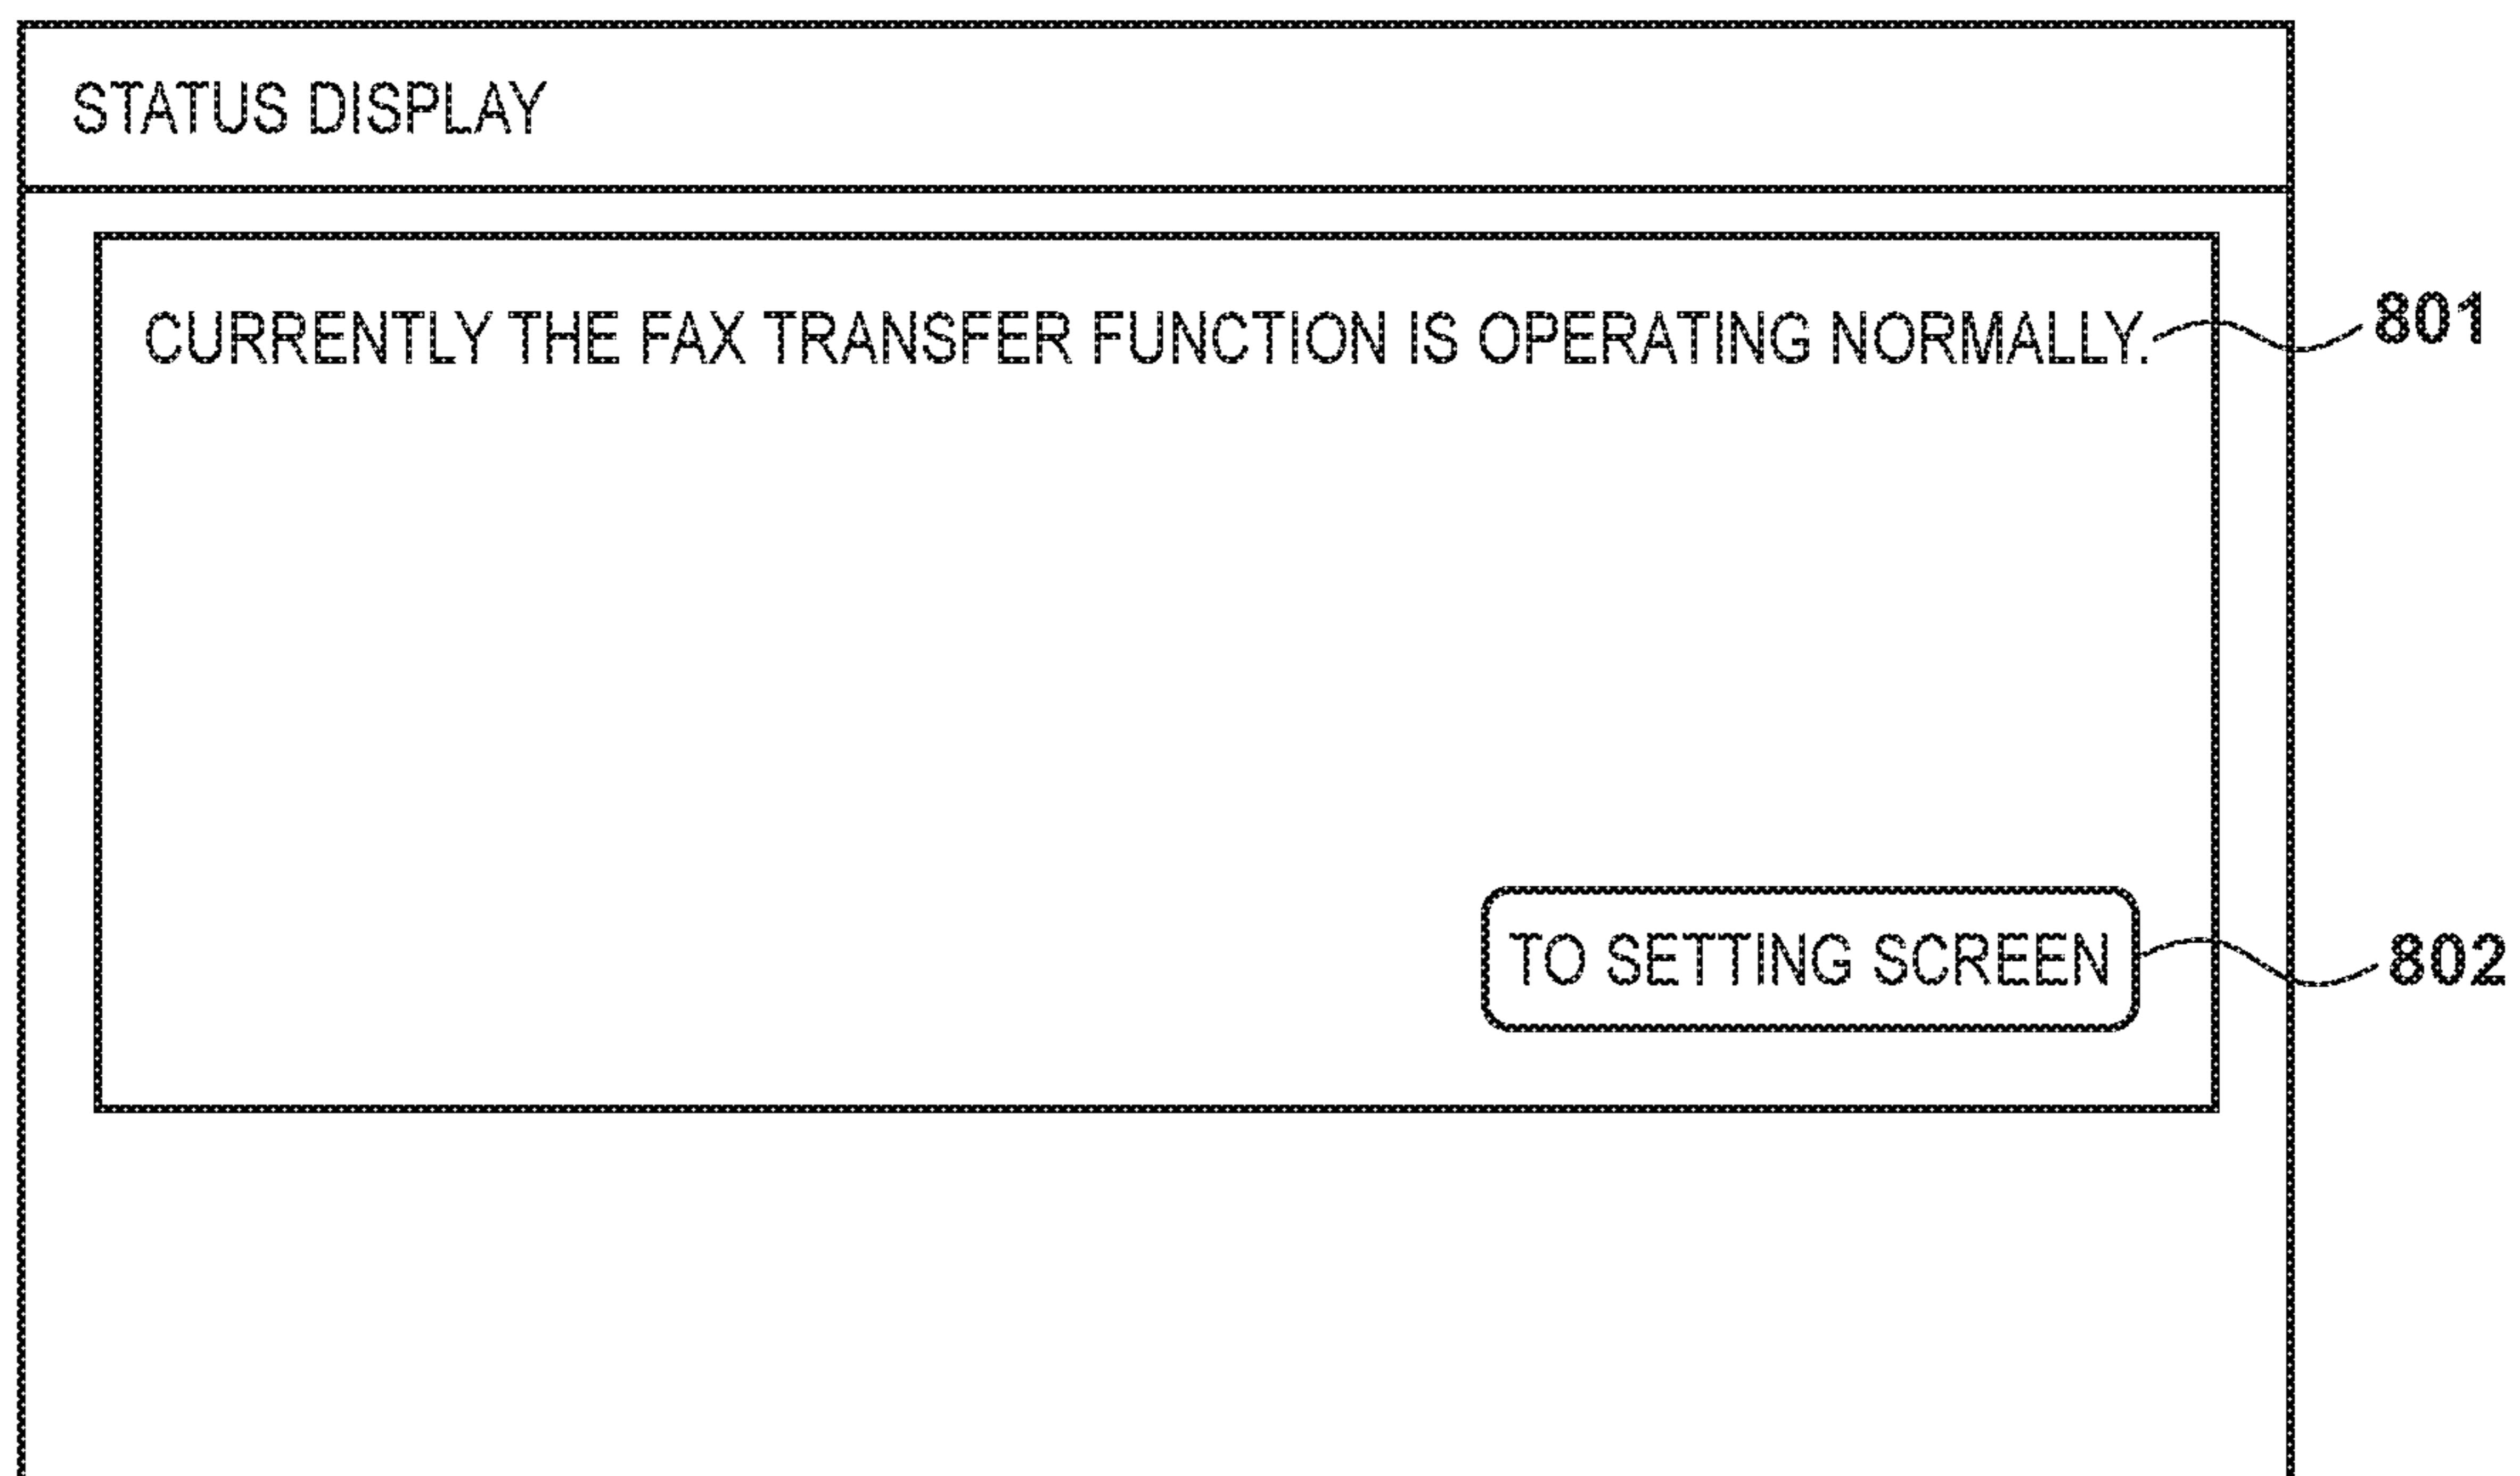 STATUS DISPLAY
CURRENTLY THE FAX TRANSFER FUNCTION IS OPERATING NORMALLY.
801
TO SETTING SCREEN
802